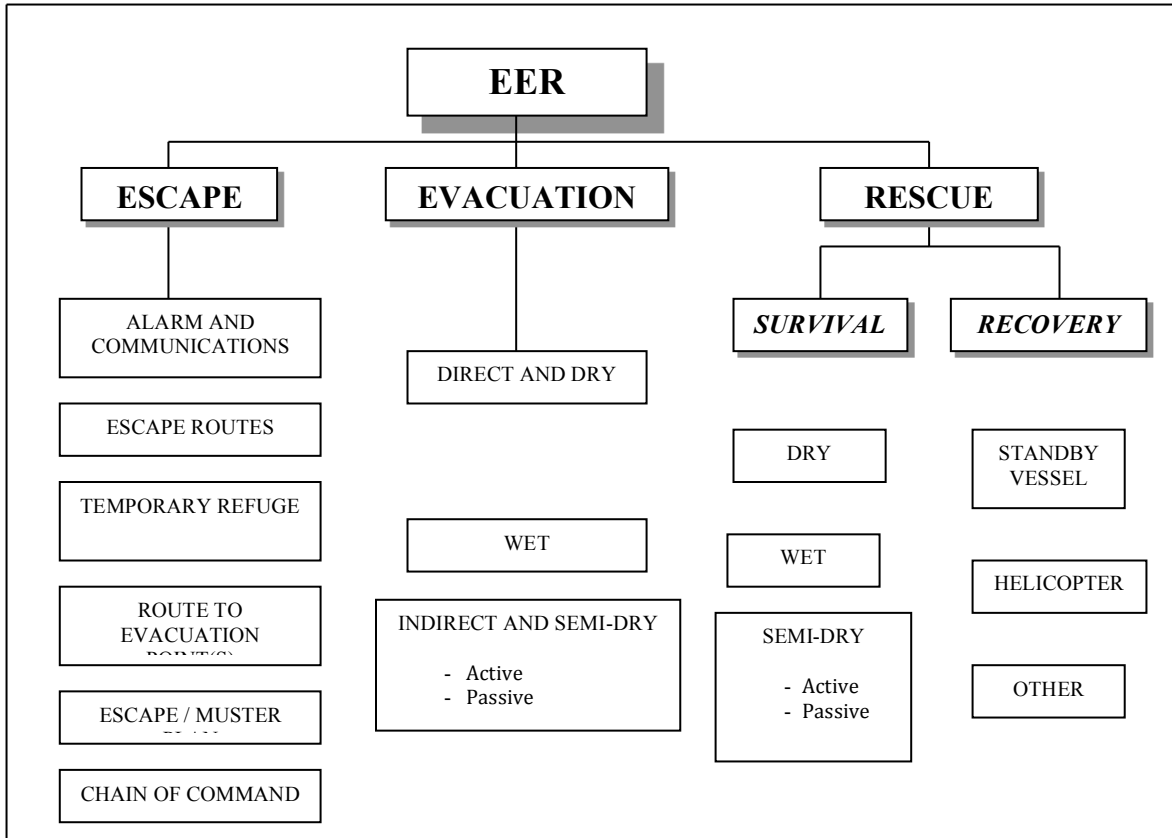 EER
ESCAPE
EVACUATION
RESCUE
SURVIVAL
RECOVERY
ALARM AND
COMMUNICATIONS
ESCAPE ROUTES
TEMPORARY REFUGE
ROUTE TO
EVACUATION
POINT(S)
ESCAPE / MUSTER
PLAN
CHAIN OF COMMAND
DIRECT AND DRY
WET
INDIRECT AND SEMI-DRY
- Active
- Passive
DRY
WET
SEMI-DRY
- Active
- Passive
STANDBY
VESSEL
HELICOPTER
OTHER